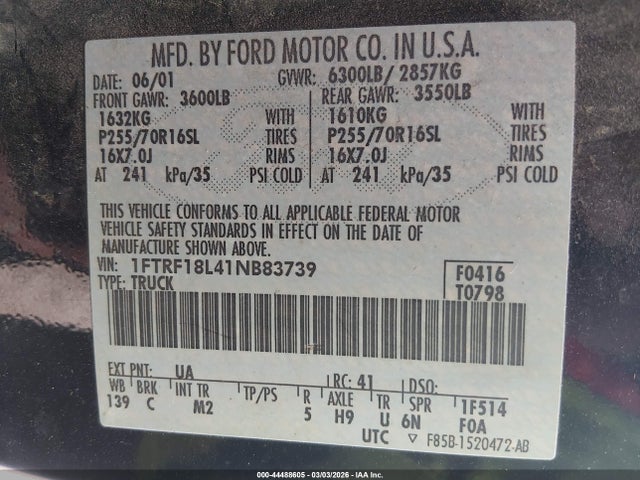 MFD. BY FORD MOTOR CO. IN U.S.A.
DATE: 06/01 GVWR: 6300LB/ 2857KG
FRONT GAWR: 3600LB REAR GAWR: 3550LB
1632KG WITH 1610KG WITH
P255/70R16SL TIRES P255/70R16SL TIRES
16X7.0J RIMS 16X7.0J RIMS
AT 241 kPa/35 PSI COLD AT 241 kPa/35 PSI COLD
THIS VEHICLE CONFORMS TO ALL APPLICABLE FEDERAL MOTOR
VEHICLE SAFETY STANDARDS IN EFFECT ON THE DATE OF
MANUFACTURE SHOWN ABOVE.
VIN: 1FTRF18L41NB83739 F0416
TYPE: TRUCK T0798
EXT PNT: UA RC: 41 DSO:
WB BRK INT TR TP/PS R AXLE TR SPR 1F514
139 C M2 5 H9 U 6N F0A
UTC ▽ F85B-1520472-AB
000-44488605 - 03/03/2026 - IAA Inc.